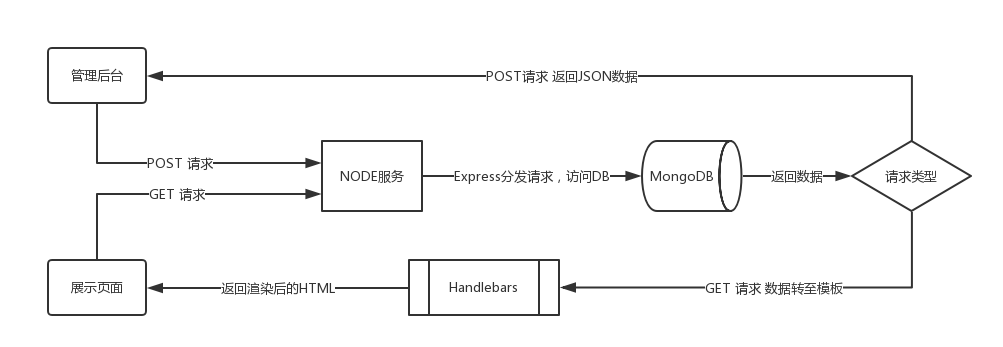 管理后台
POST请求 返回JSON数据
POST 请求
GET 请求
NODE服务
Express分发请求，访问DB
MongoDB
返回数据
请求类型
展示页面
返回渲染后的HTML
Handlebars
GET 请求 数据转至模板